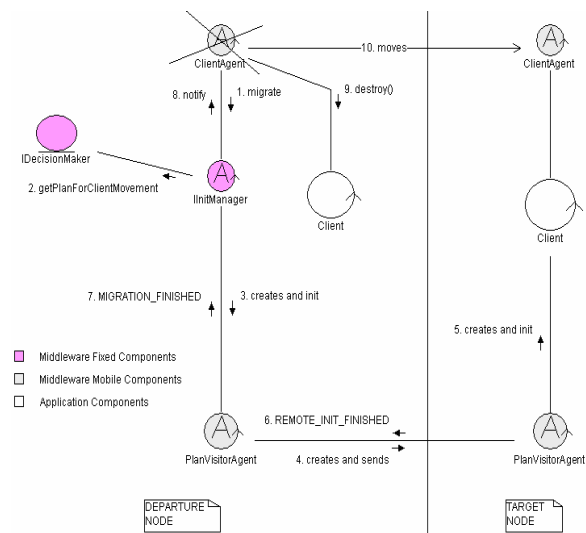 ClientAgent
10. moves
ClientAgent
8. notify
1. migrate
9. destroy()
IDecisionMaker
2. getPlanForClientMovement
IInitManager
Client
Client
7. MIGRATION_FINISHED
3. creates and init
5. creates and init
Middleware Fixed Components
Middleware Mobile Components
Application Components
6. REMOTE_INIT_FINISHED
PlanVisitorAgent
4. creates and sends
PlanVisitorAgent
DEPARTURE
NODE
TARGET
NODE